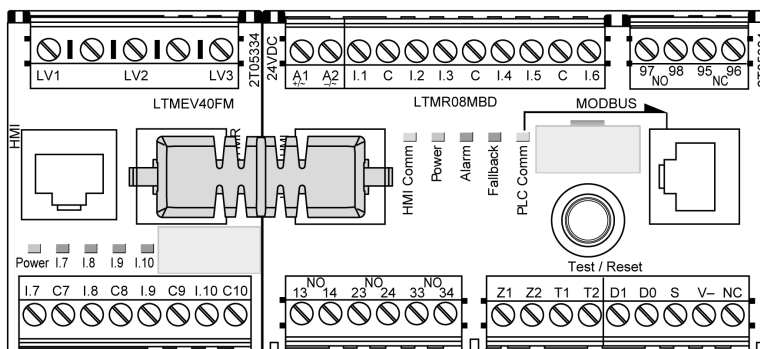 LV1 LV2 LV3
2T05334
24VDC
A1 A2 I.1 C I.2 I.3 C I.4 I.5 C I.6
+/~ -/~
97 98 95 96
NO NC
LTMEV40FM
LTMR08MBD
MODBUS
HMI
HMI Comm
Power
Alarm
Fallback
PLC Comm
Power I.7 I.8 I.9 I.10
Test / Reset
I.7 C7 I.8 C8 I.9 C9 I.10 C10
NO NO NO
13 14 23 24 33 34
Z1 Z2 T1 T2 D1 D0 S V– NC